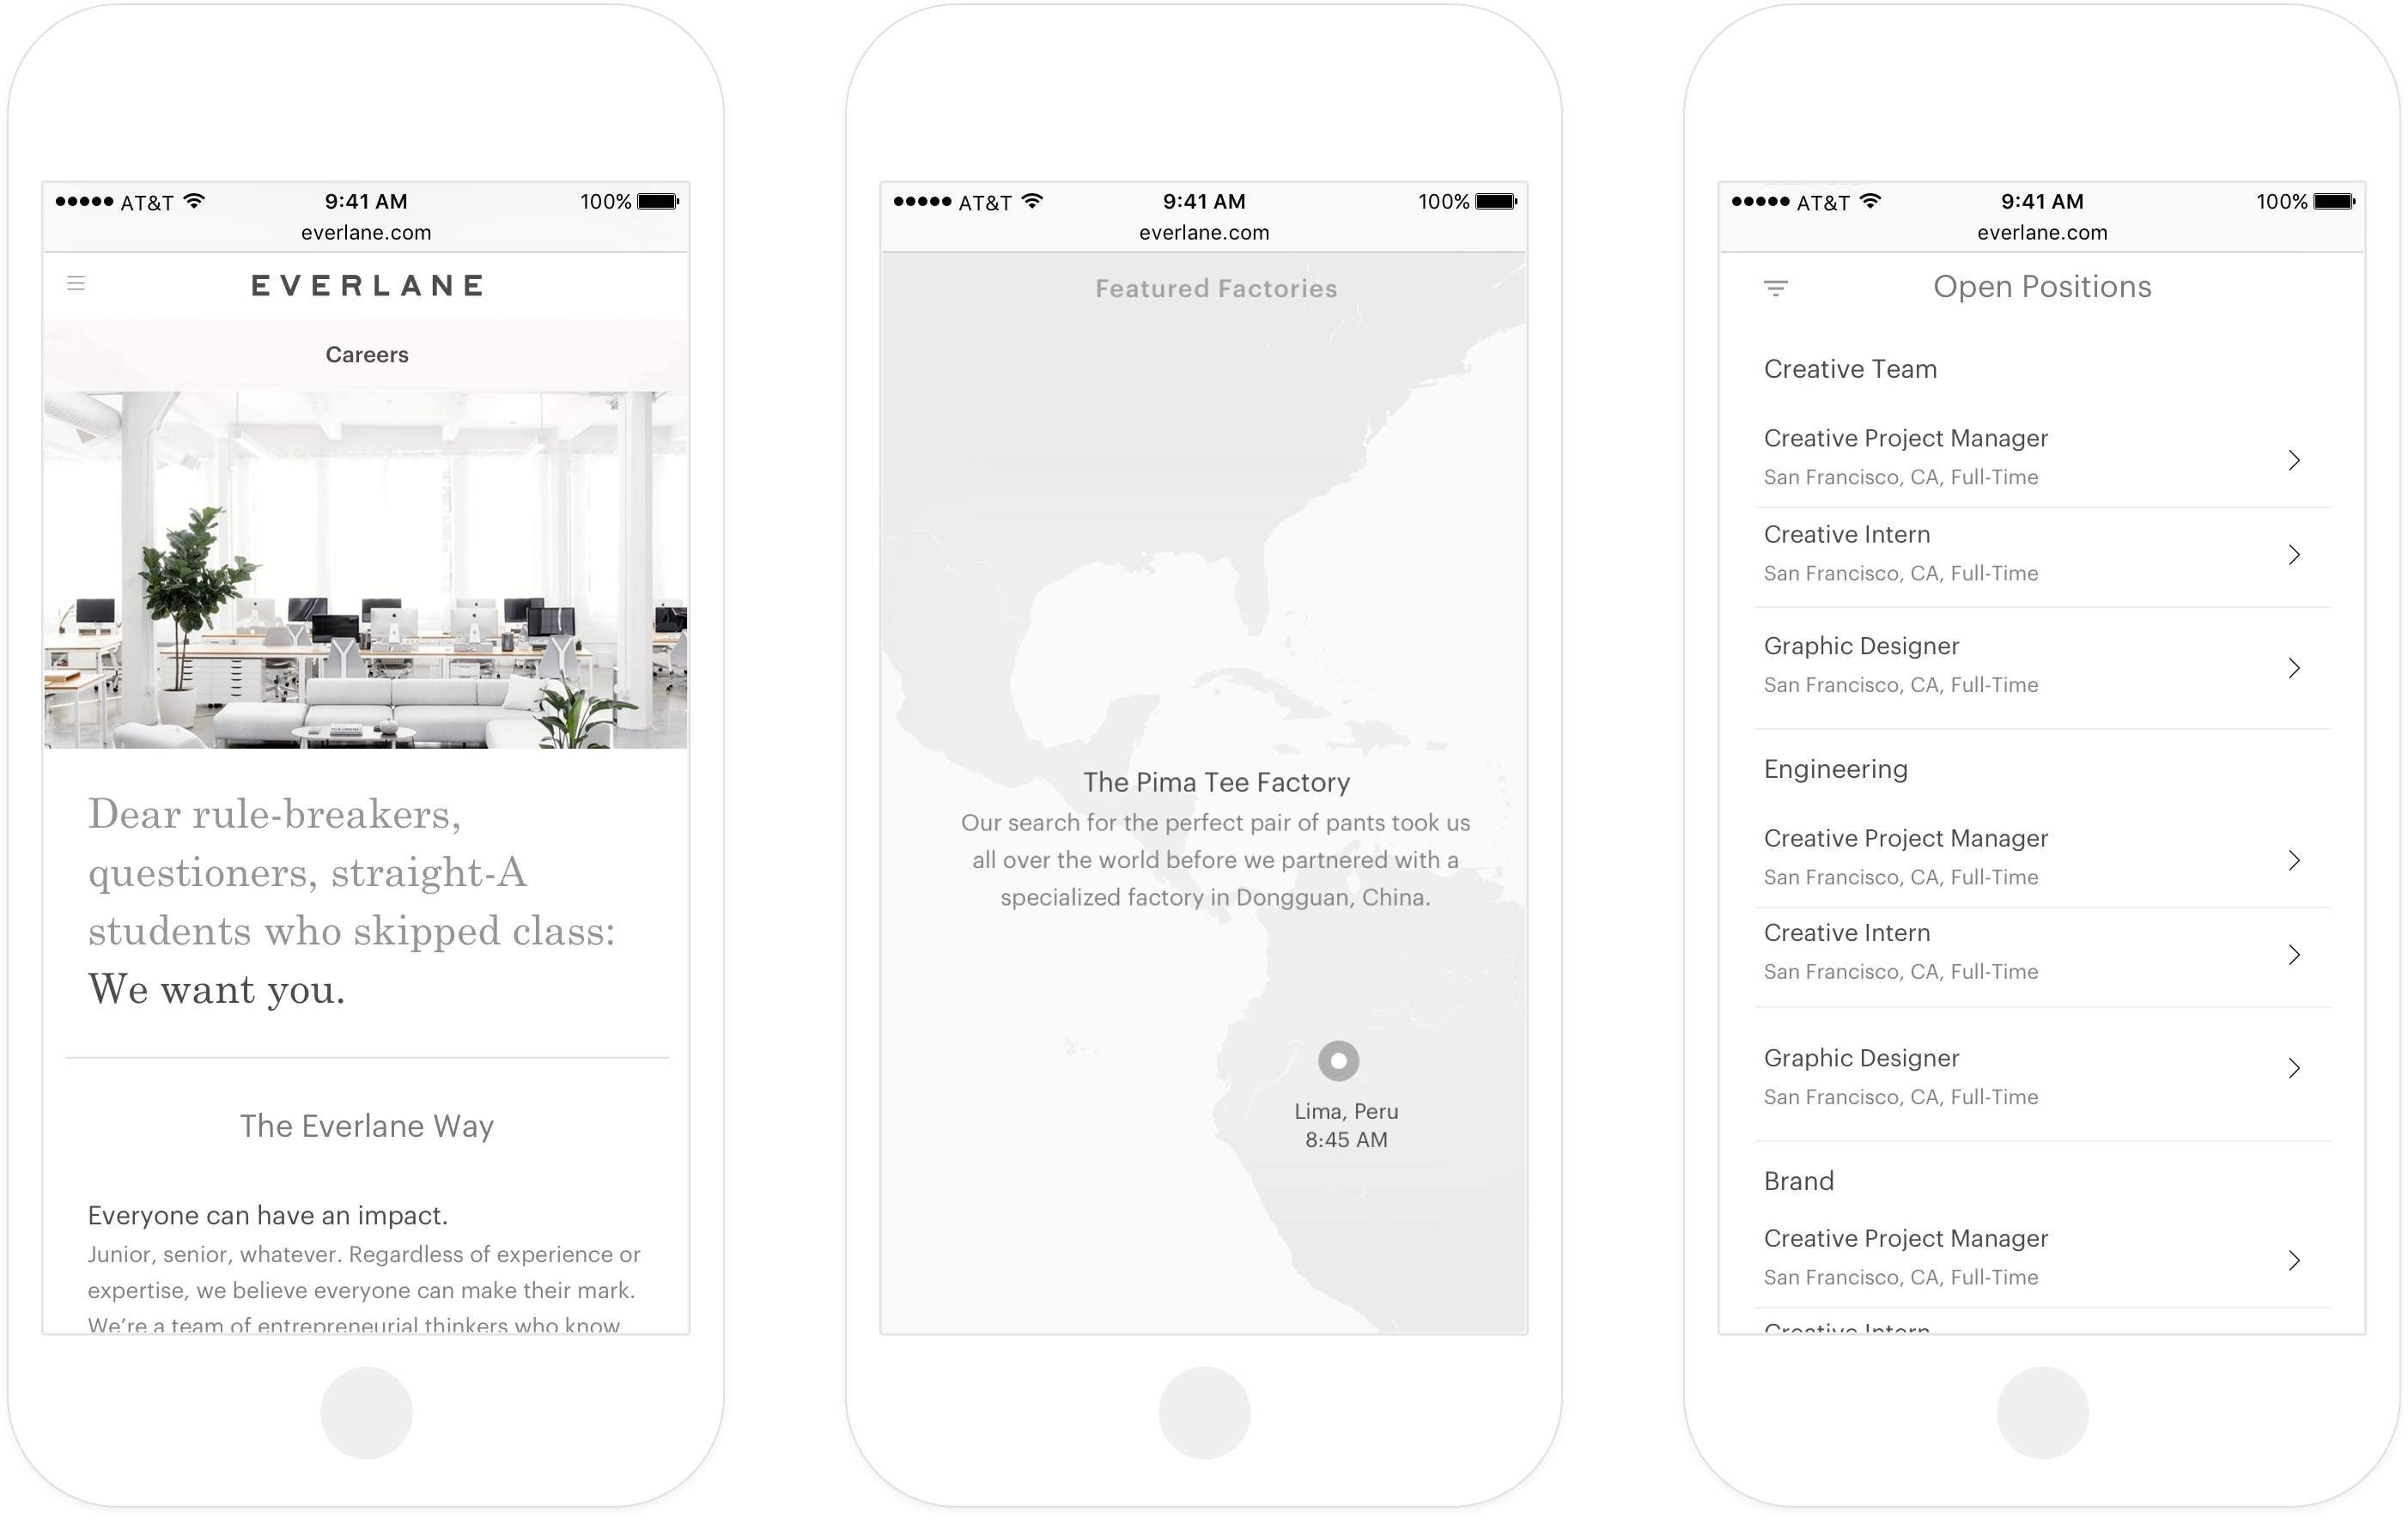 AT&T 9:41 AM 100%
everlane.com
EVERLANE
Careers
Dear rule-breakers,
questioners, straight-A
students who skipped class:
We want you.
The Everlane Way
Everyone can have an impact.
Junior, senior, whatever. Regardless of experience or
expertise, we believe everyone can make their mark.
We're a team of entrepreneurial thinkers who know
AT&T 9:41 AM 100%
everlane.com
Featured Factories
The Pima Tee Factory
Our search for the perfect pair of pants took us
all over the world before we partnered with a
specialized factory in Dongguan, China.
Lima, Peru
8:45 AM
AT&T 9:41 AM 100%
everlane.com
Open Positions
Creative Team
Creative Project Manager
San Francisco, CA, Full-Time
Creative Intern
San Francisco, CA, Full-Time
Graphic Designer
San Francisco, CA, Full-Time
Engineering
Creative Project Manager
San Francisco, CA, Full-Time
Creative Intern
San Francisco, CA, Full-Time
Graphic Designer
San Francisco, CA, Full-Time
Brand
Creative Project Manager
San Francisco, CA, Full-Time
Creative Intern